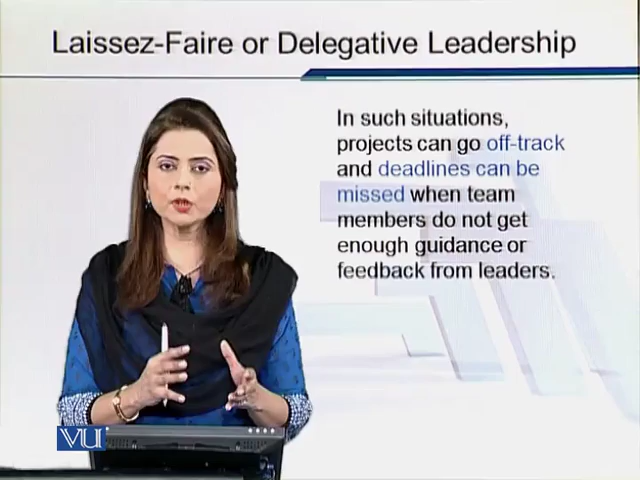 Laissez-Faire or Delegative Leadership
In such situations,
projects can go off-track
and deadlines can be
missed when team
members do not get
enough guidance or
feedback from leaders.
VU